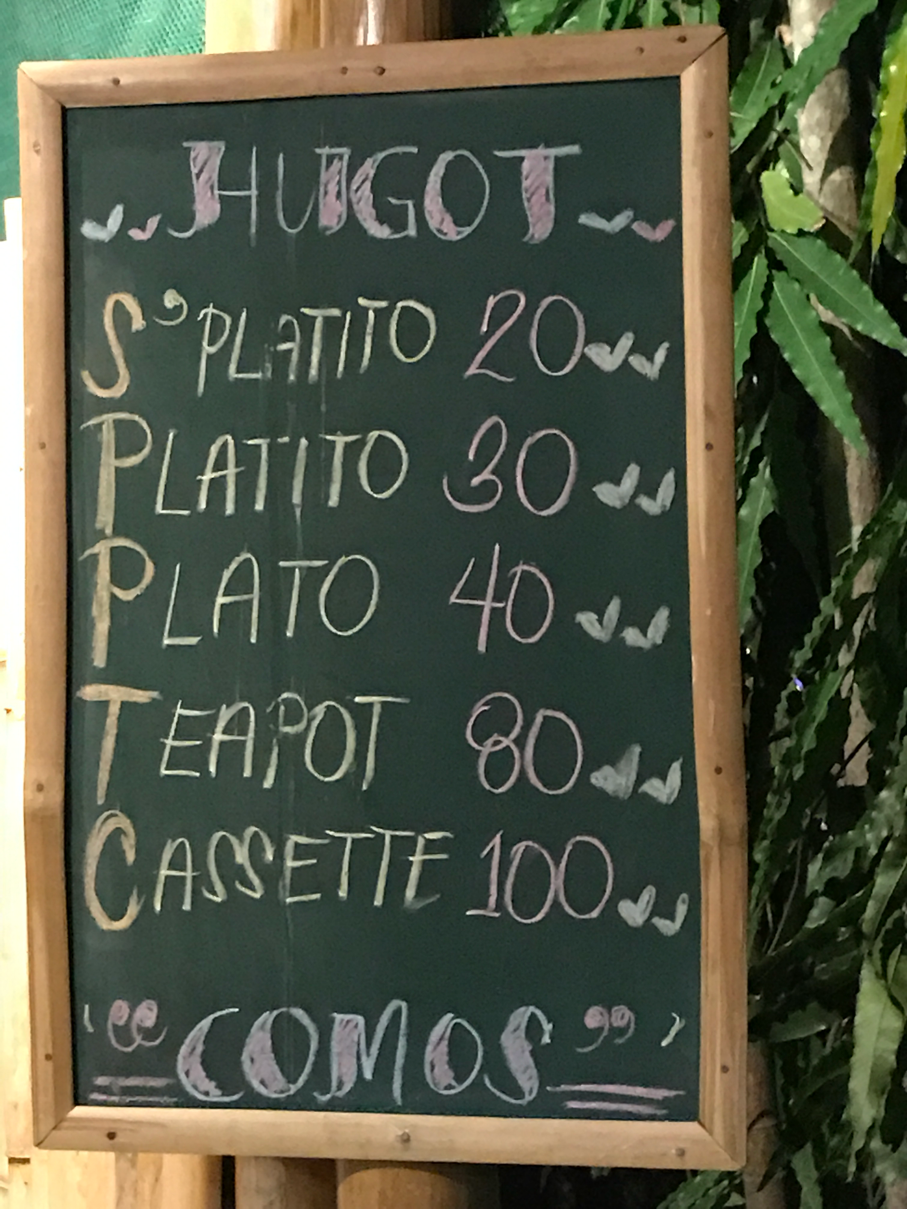 JHUGOT
S'PLATITO 20
PLATITO 30
PLATO 40
TEAPOT 80
CASSETTE 100
"COMOS"